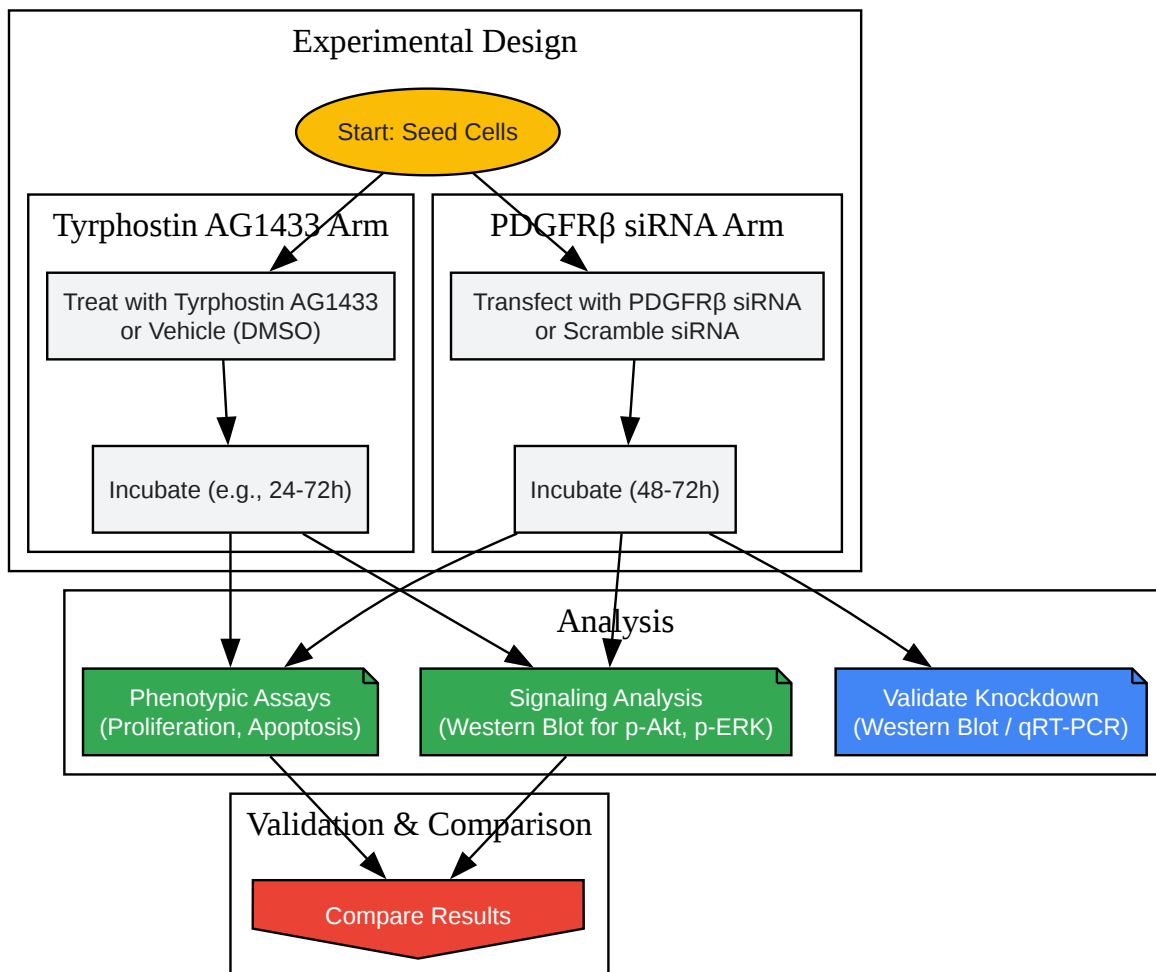 Experimental Design
Start: Seed Cells
Tyrphostin AG1433 Arm
PDGFRβ siRNA Arm
Treat with Tyrphostin AG1433
or Vehicle (DMSO)
Transfect with PDGFRβ siRNA
or Scramble siRNA
Incubate (e.g., 24-72h)
Incubate (48-72h)
Analysis
Phenotypic Assays
(Proliferation, Apoptosis)
Signaling Analysis
(Western Blot for p-Akt, p-ERK)
Validate Knockdown
(Western Blot / qRT-PCR)
Validation & Comparison
Compare Results